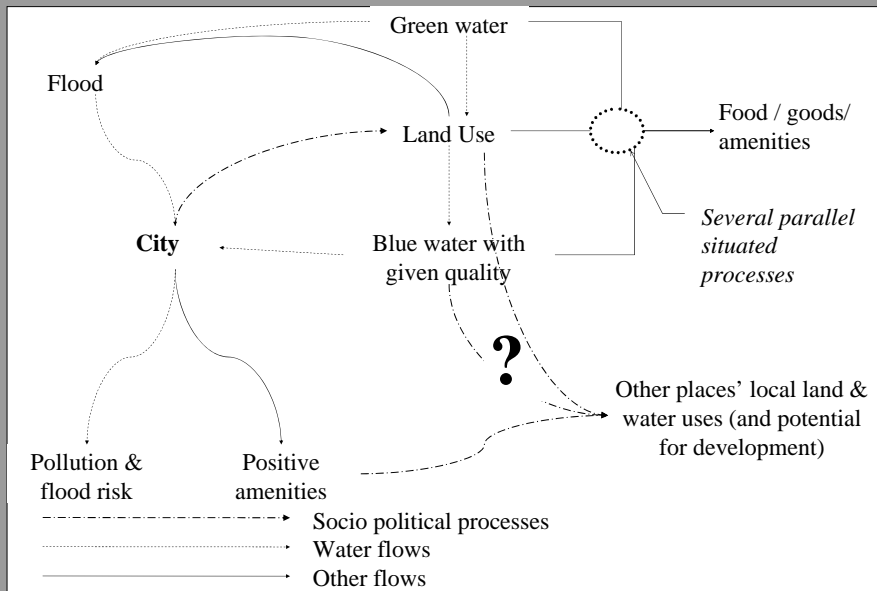 Green water
Flood
Land Use
Food / goods/
amenities
City
Blue water with
given quality
Several parallel
situated
processes
?
Other places’ local land &
water uses (and potential
for development)
Pollution &
flood risk
Positive
amenities
Socio political processes
Water flows
Other flows